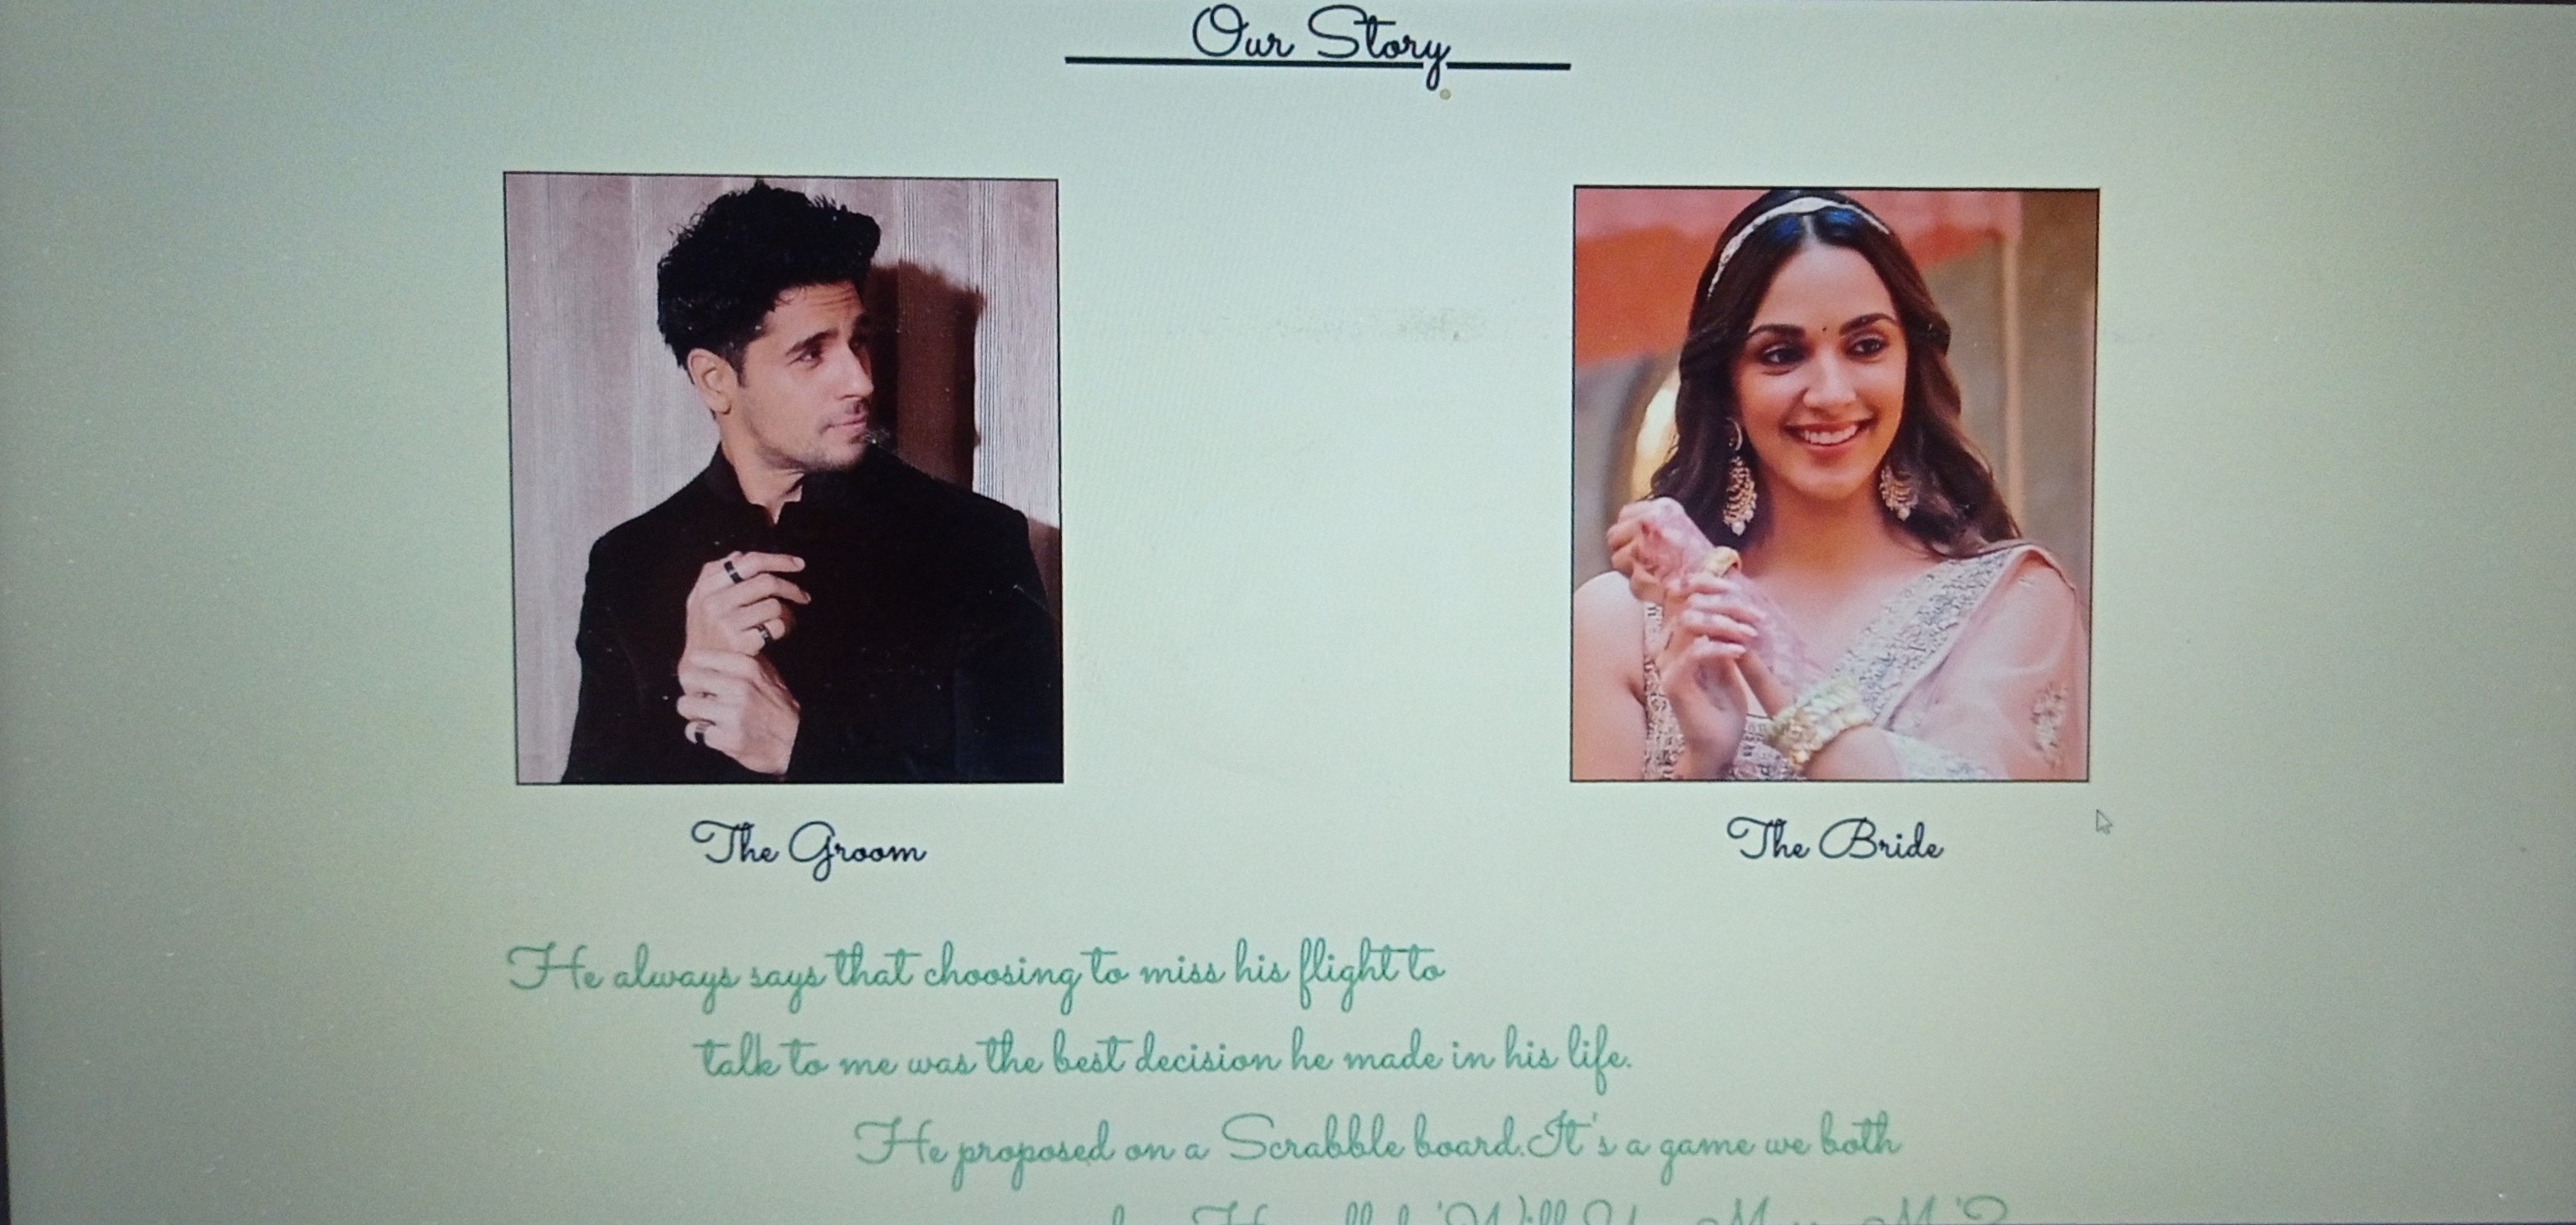 Our Story
The Groom
The Bride
He always says that choosing to miss his flight to
talk to me was the best decision he made in his life.
He proposed on a Scrabble board.It's a game we both
'Will